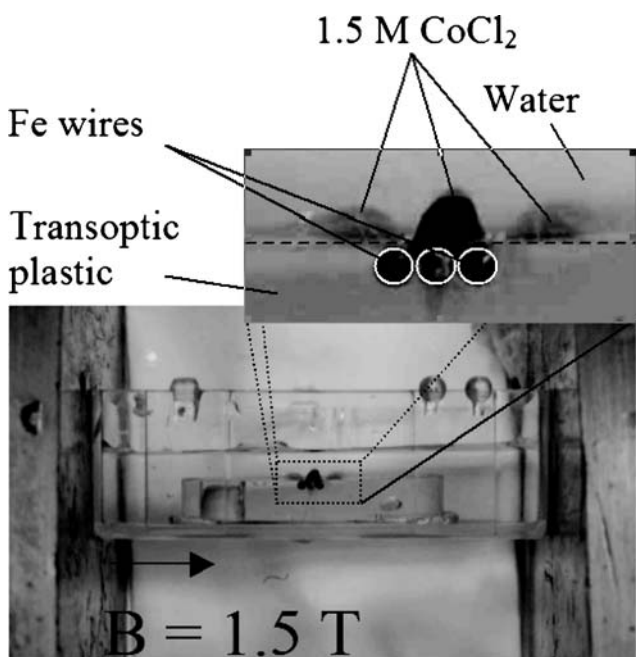 1.5 M CoCl₂
Water
Fe wires
Transoptic
plastic
B = 1.5 T